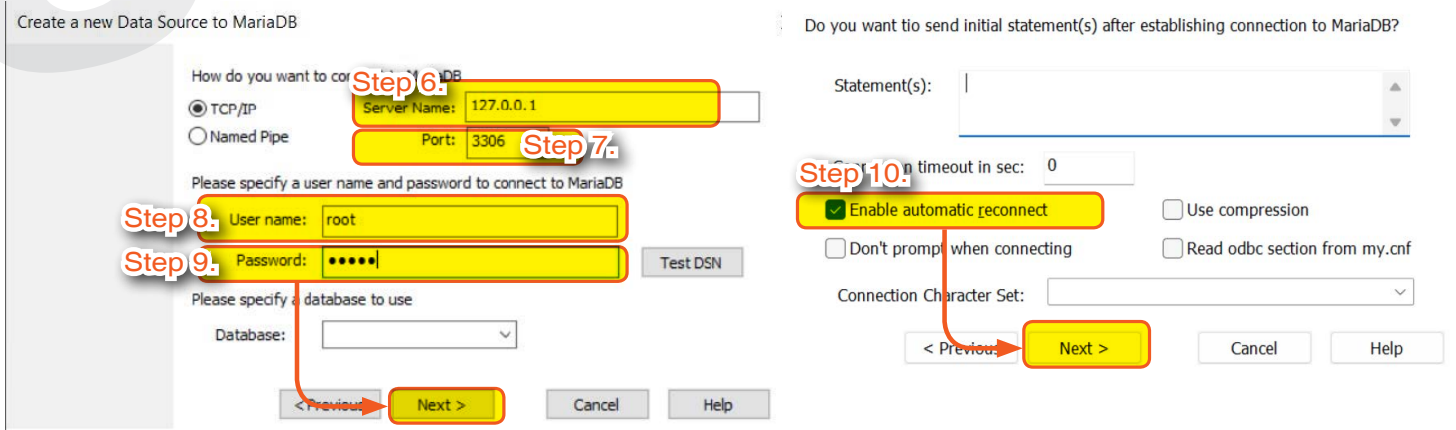 Create a new Data Source to MariaDB
How do you want to connect to MariaDB
Step 6.
TCP/IP
Server Name: 127.0.0.1
Named Pipe
Port: 3306
Step 7.
Please specify a user name and password to connect to MariaDB
Step 8.
User name: root
Step 9.
Password: •••••
Test DSN
Please specify a database to use
Database:
< Previous
Next >
Cancel
Help
Do you want tio send initial statement(s) after establishing connection to MariaDB?
Statement(s):
Step 10.
timeout in sec: 0
Enable automatic reconnect
Use compression
Don't prompt when connecting
Read odbc section from my.cnf
Connection Character Set:
< Previous
Next >
Cancel
Help